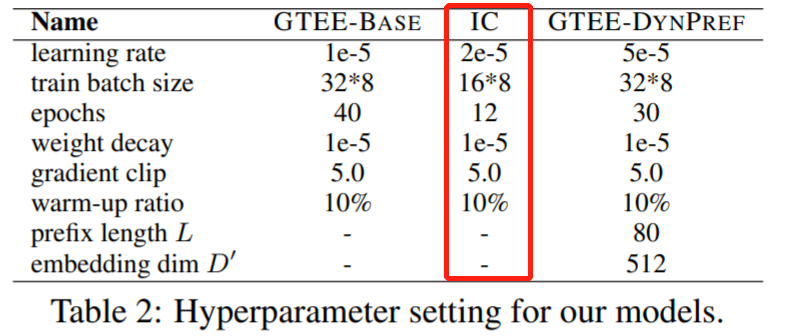 Name GTEE-BASE IC GTEE-DYNPREF
learning rate 1e-5 2e-5 5e-5
train batch size 32*8 16*8 32*8
epochs 40 12 30
weight decay 1e-5 1e-5 1e-5
gradient clip 5.0 5.0 5.0
warm-up ratio 10% 10% 10%
prefix length L - - 80
embedding dim D′ - - 512
Table 2: Hyperparameter setting for our models.